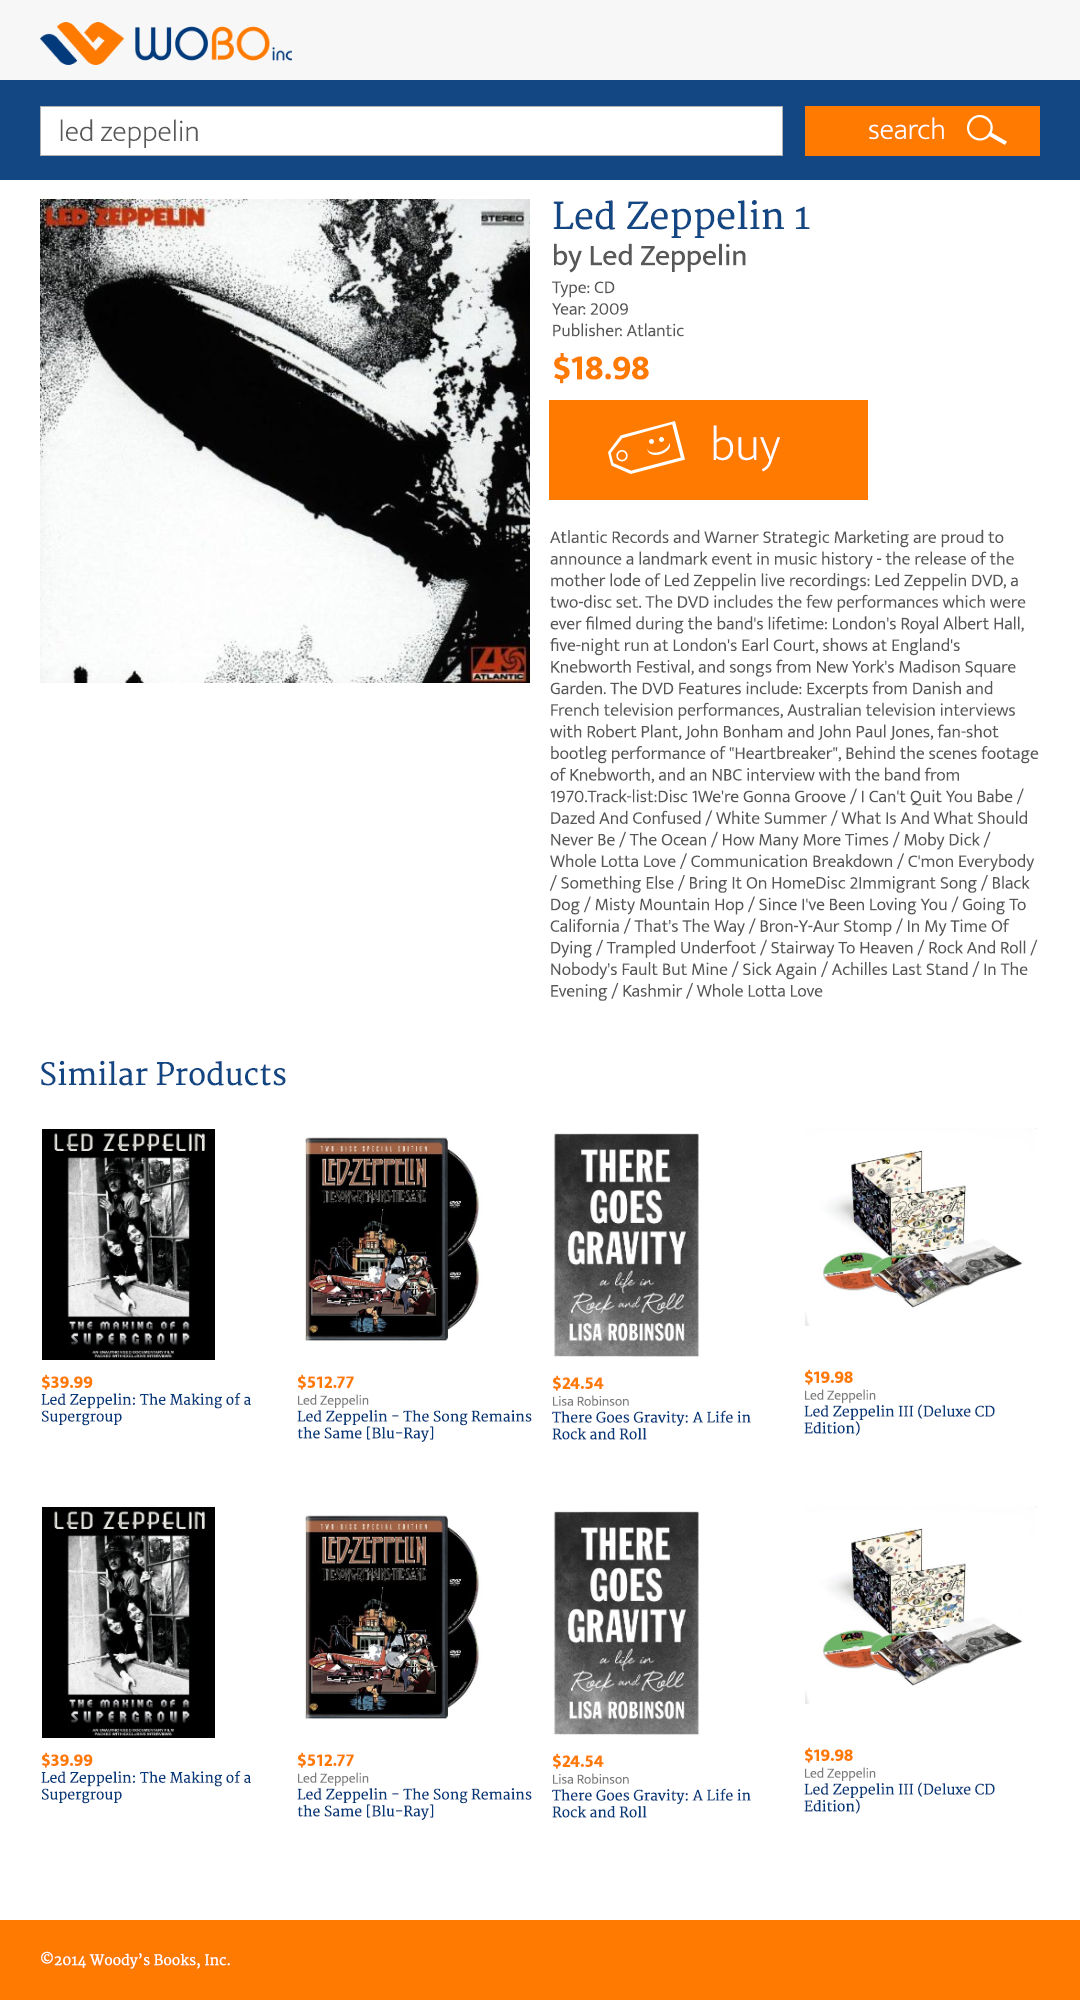 WOBO inc
led zeppelin
search
LED ZEPPELIN
STEREO
ATLANTIC
Led Zeppelin 1
by Led Zeppelin
Type: CD
Year: 2009
Publisher: Atlantic
$18.98
buy
Atlantic Records and Warner Strategic Marketing are proud to
announce a landmark event in music history - the release of the
mother lode of Led Zeppelin live recordings: Led Zeppelin DVD, a
two-disc set. The DVD includes the few performances which were
ever filmed during the band's lifetime: London's Royal Albert Hall,
five-night run at London's Earl Court, shows at England's
Knebworth Festival, and songs from New York's Madison Square
Garden. The DVD Features include: Excerpts from Danish and
French television performances, Australian television interviews
with Robert Plant, John Bonham and John Paul Jones, fan-shot
bootleg performance of "Heartbreaker", Behind the scenes footage
of Knebworth, and an NBC interview with the band from
1970.Track-list:Disc 1We're Gonna Groove / I Can't Quit You Babe /
Dazed And Confused / White Summer / What Is And What Should
Never Be / The Ocean / How Many More Times / Moby Dick /
Whole Lotta Love / Communication Breakdown / C'mon Everybody
/ Something Else / Bring It On HomeDisc 2Immigrant Song / Black
Dog / Misty Mountain Hop / Since I've Been Loving You / Going To
California / That's The Way / Bron-Y-Aur Stomp / In My Time Of
Dying / Trampled Underfoot / Stairway To Heaven / Rock And Roll /
Nobody's Fault But Mine / Sick Again / Achilles Last Stand / In The
Evening / Kashmir / Whole Lotta Love
Similar Products
LED ZEPPELIN
THE MAKING OF A
SUPERGROUP
$39.99
Led Zeppelin: The Making of a
Supergroup
TWO DISC SPECIAL EDITION
LED-ZEPPELIN
THE SONG REMAINS THE SAME
DVD
DVD
$512.77
Led Zeppelin
Led Zeppelin - The Song Remains
the Same [Blu-Ray]
THERE
GOES
GRAVITY
a life in
Rock and Roll
LISA ROBINSON
$24.54
Lisa Robinson
There Goes Gravity: A Life in
Rock and Roll
$19.98
Led Zeppelin
Led Zeppelin III (Deluxe CD
Edition)
LED ZEPPELIN
THE MAKING OF A
SUPERGROUP
$39.99
Led Zeppelin: The Making of a
Supergroup
TWO DISC SPECIAL EDITION
LED-ZEPPELIN
THE SONG REMAINS THE SAME
DVD
DVD
$512.77
Led Zeppelin
Led Zeppelin - The Song Remains
the Same [Blu-Ray]
THERE
GOES
GRAVITY
a life in
Rock and Roll
LISA ROBINSON
$24.54
Lisa Robinson
There Goes Gravity: A Life in
Rock and Roll
$19.98
Led Zeppelin
Led Zeppelin III (Deluxe CD
Edition)
©2014 Woody's Books, Inc.